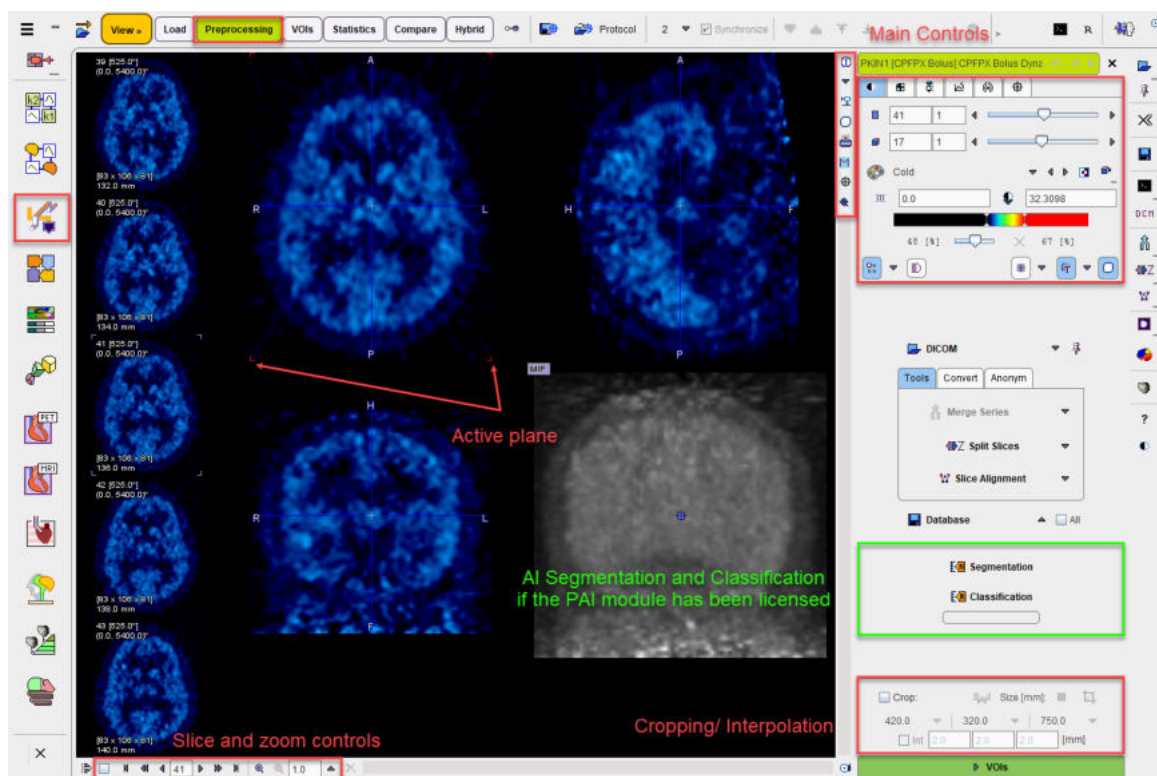 View » Load Preprocessing VOIs Statistics Compare Hybrid Protocol 2 Synchronize R
Main Controls
PKIN1 [CPFPX Bolus] CPFPX Bolus Dyna
41 1
17 1
Cold
0.0 32.3098
46 [%] 67 [%]
DCM
Z
DICOM
Tools Convert Anonym
Merge Series
Split Slices
Slice Alignment
Database All
Segmentation
Classification
Crop: Size [mm]:
420.0 320.0 750.0
Int 2.0 2.0 2.0 [mm]
VOIs
k2
k1
PET
MRI
39 [525.0"]
(0.0, 5400.0)"
[83 x 106 x 81]
132.0 mm
40 [525.0"]
(0.0, 5400.0)"
[83 x 106 x 81]
134.0 mm
41 [525.0"]
(0.0, 5400.0)"
[83 x 106 x 81]
136.0 mm
42 [525.0"]
(0.0, 5400.0)"
[83 x 106 x 81]
138.0 mm
43 [525.0"]
(0.0, 5400.0)"
[83 x 106 x 81]
140.0 mm
A
R L
P
A
H F
P
H
R L
F
MIP
Active plane
AI Segmentation and Classification
if the PAI module has been licensed
Cropping/ Interpolation
Slice and zoom controls
41 1.0